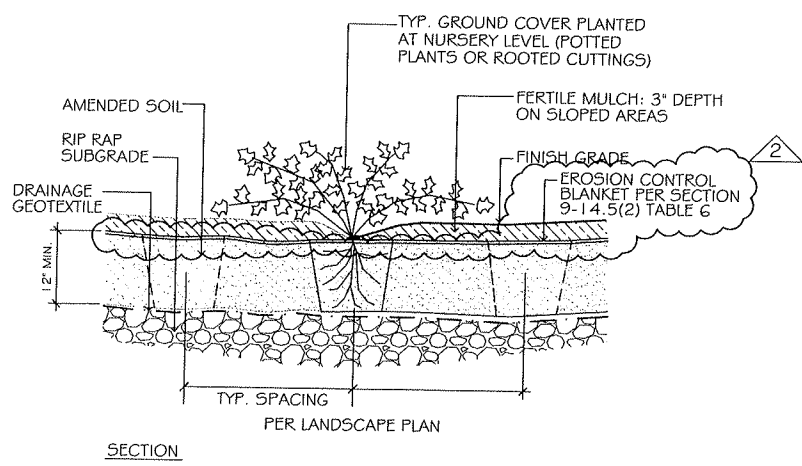 TYP. GROUND COVER PLANTED
AT NURSERY LEVEL (POTTED
PLANTS OR ROOTED CUTTINGS)
AMENDED SOIL
FERTILE MULCH: 3" DEPTH
ON SLOPED AREAS
RIP RAP
SUBGRADE
2
FINISH GRADE
DRAINAGE
GEOTEXTILE
EROSION CONTROL
BLANKET PER SECTION
9-14.5(2) TABLE 6
12" MIN.
TYP. SPACING
PER LANDSCAPE PLAN
SECTION